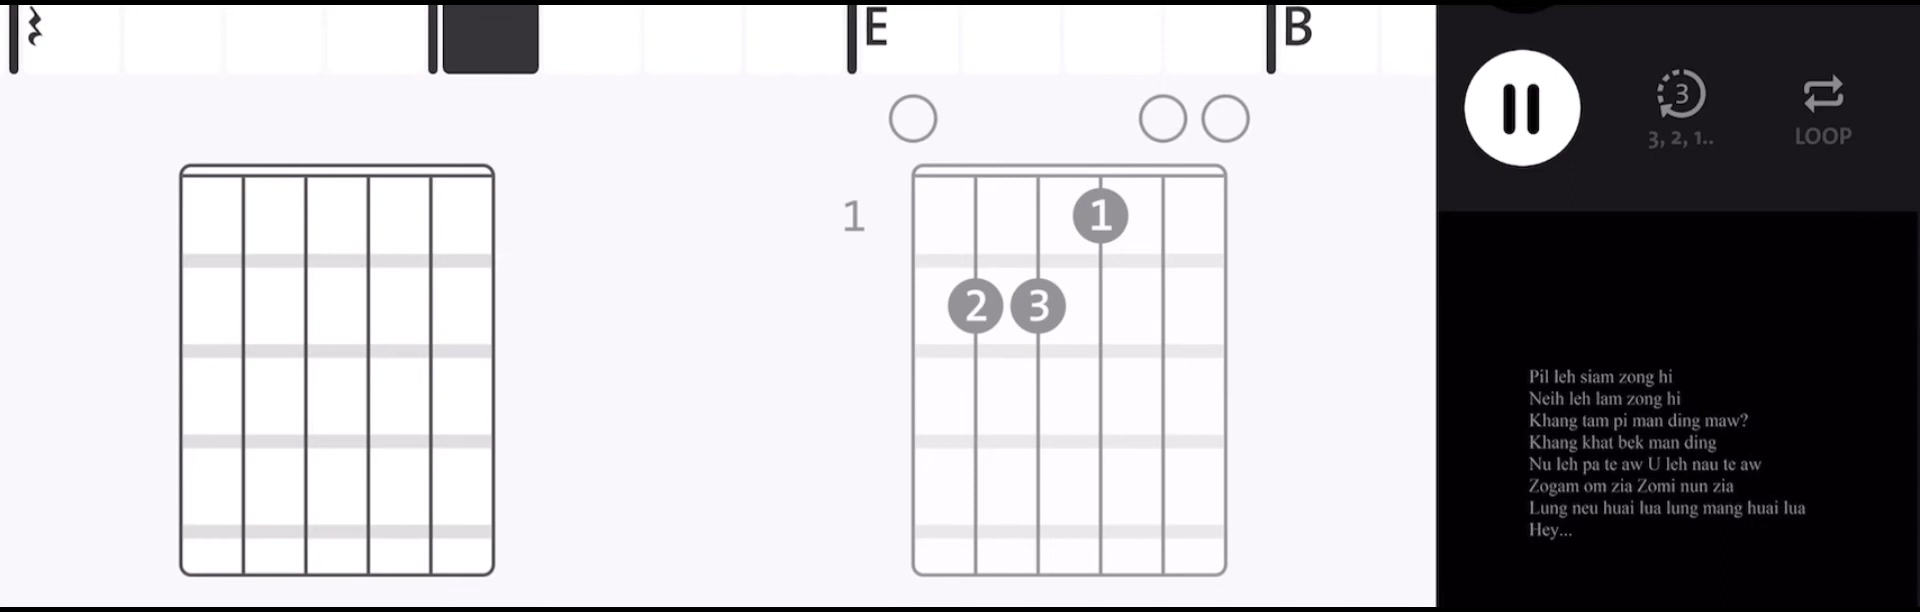 E
B
1
1
2 3
3
3, 2, 1..
LOOP
Pil leh siam zong hi
Neih leh lam zong hi
Khang tam pi man ding maw?
Khang khat bek man ding
Nu leh pa te aw U leh nau te aw
Zogam om zia Zomi nun zia
Lung neu huai lua lung mang huai lua
Hey...